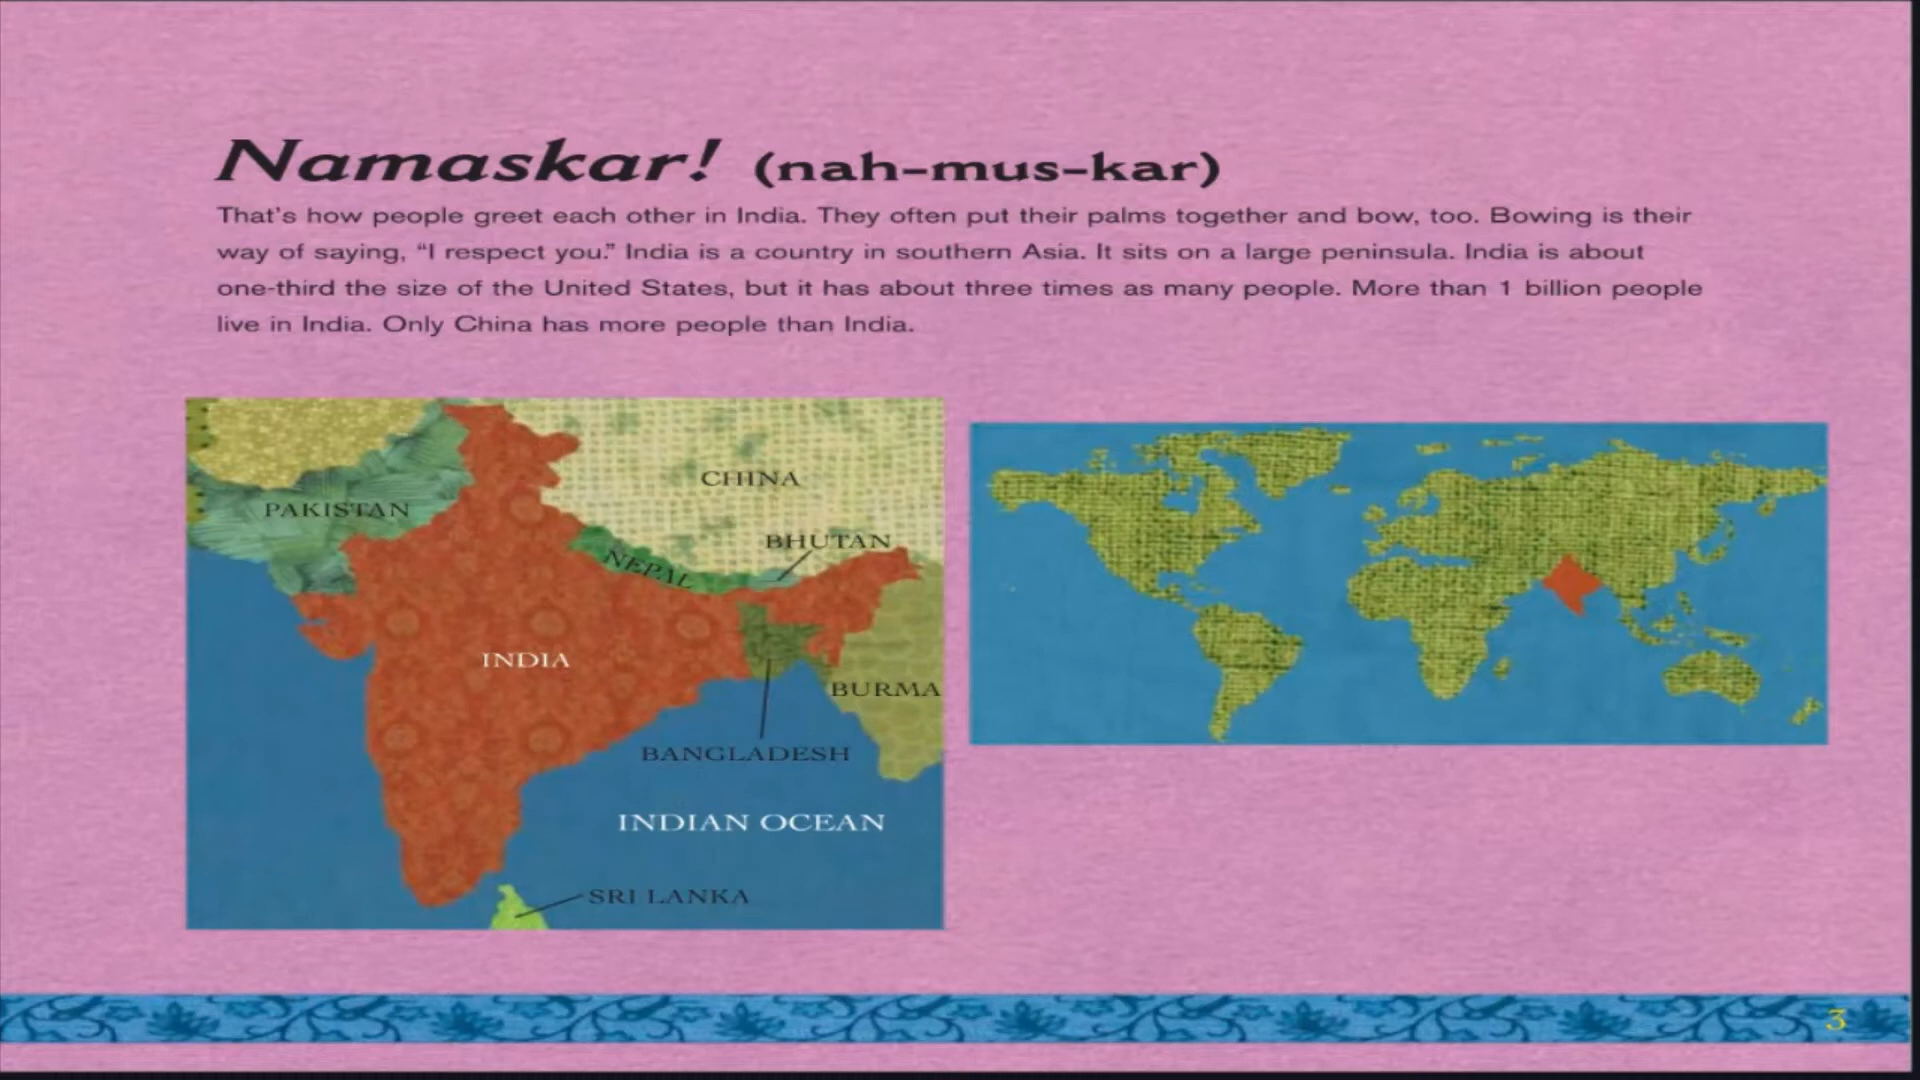 Namaskar! (nah-mus-kar)
That's how people greet each other in India. They often put their palms together and bow, too. Bowing is their
way of saying, “I respect you.” India is a country in southern Asia. It sits on a large peninsula. India is about
one-third the size of the United States, but it has about three times as many people. More than 1 billion people
live in India. Only China has more people than India.
CHINA
PAKISTAN
BHUTAN
NEPAL
INDIA
BURMA
BANGLADESH
INDIAN OCEAN
SRI LANKA
3